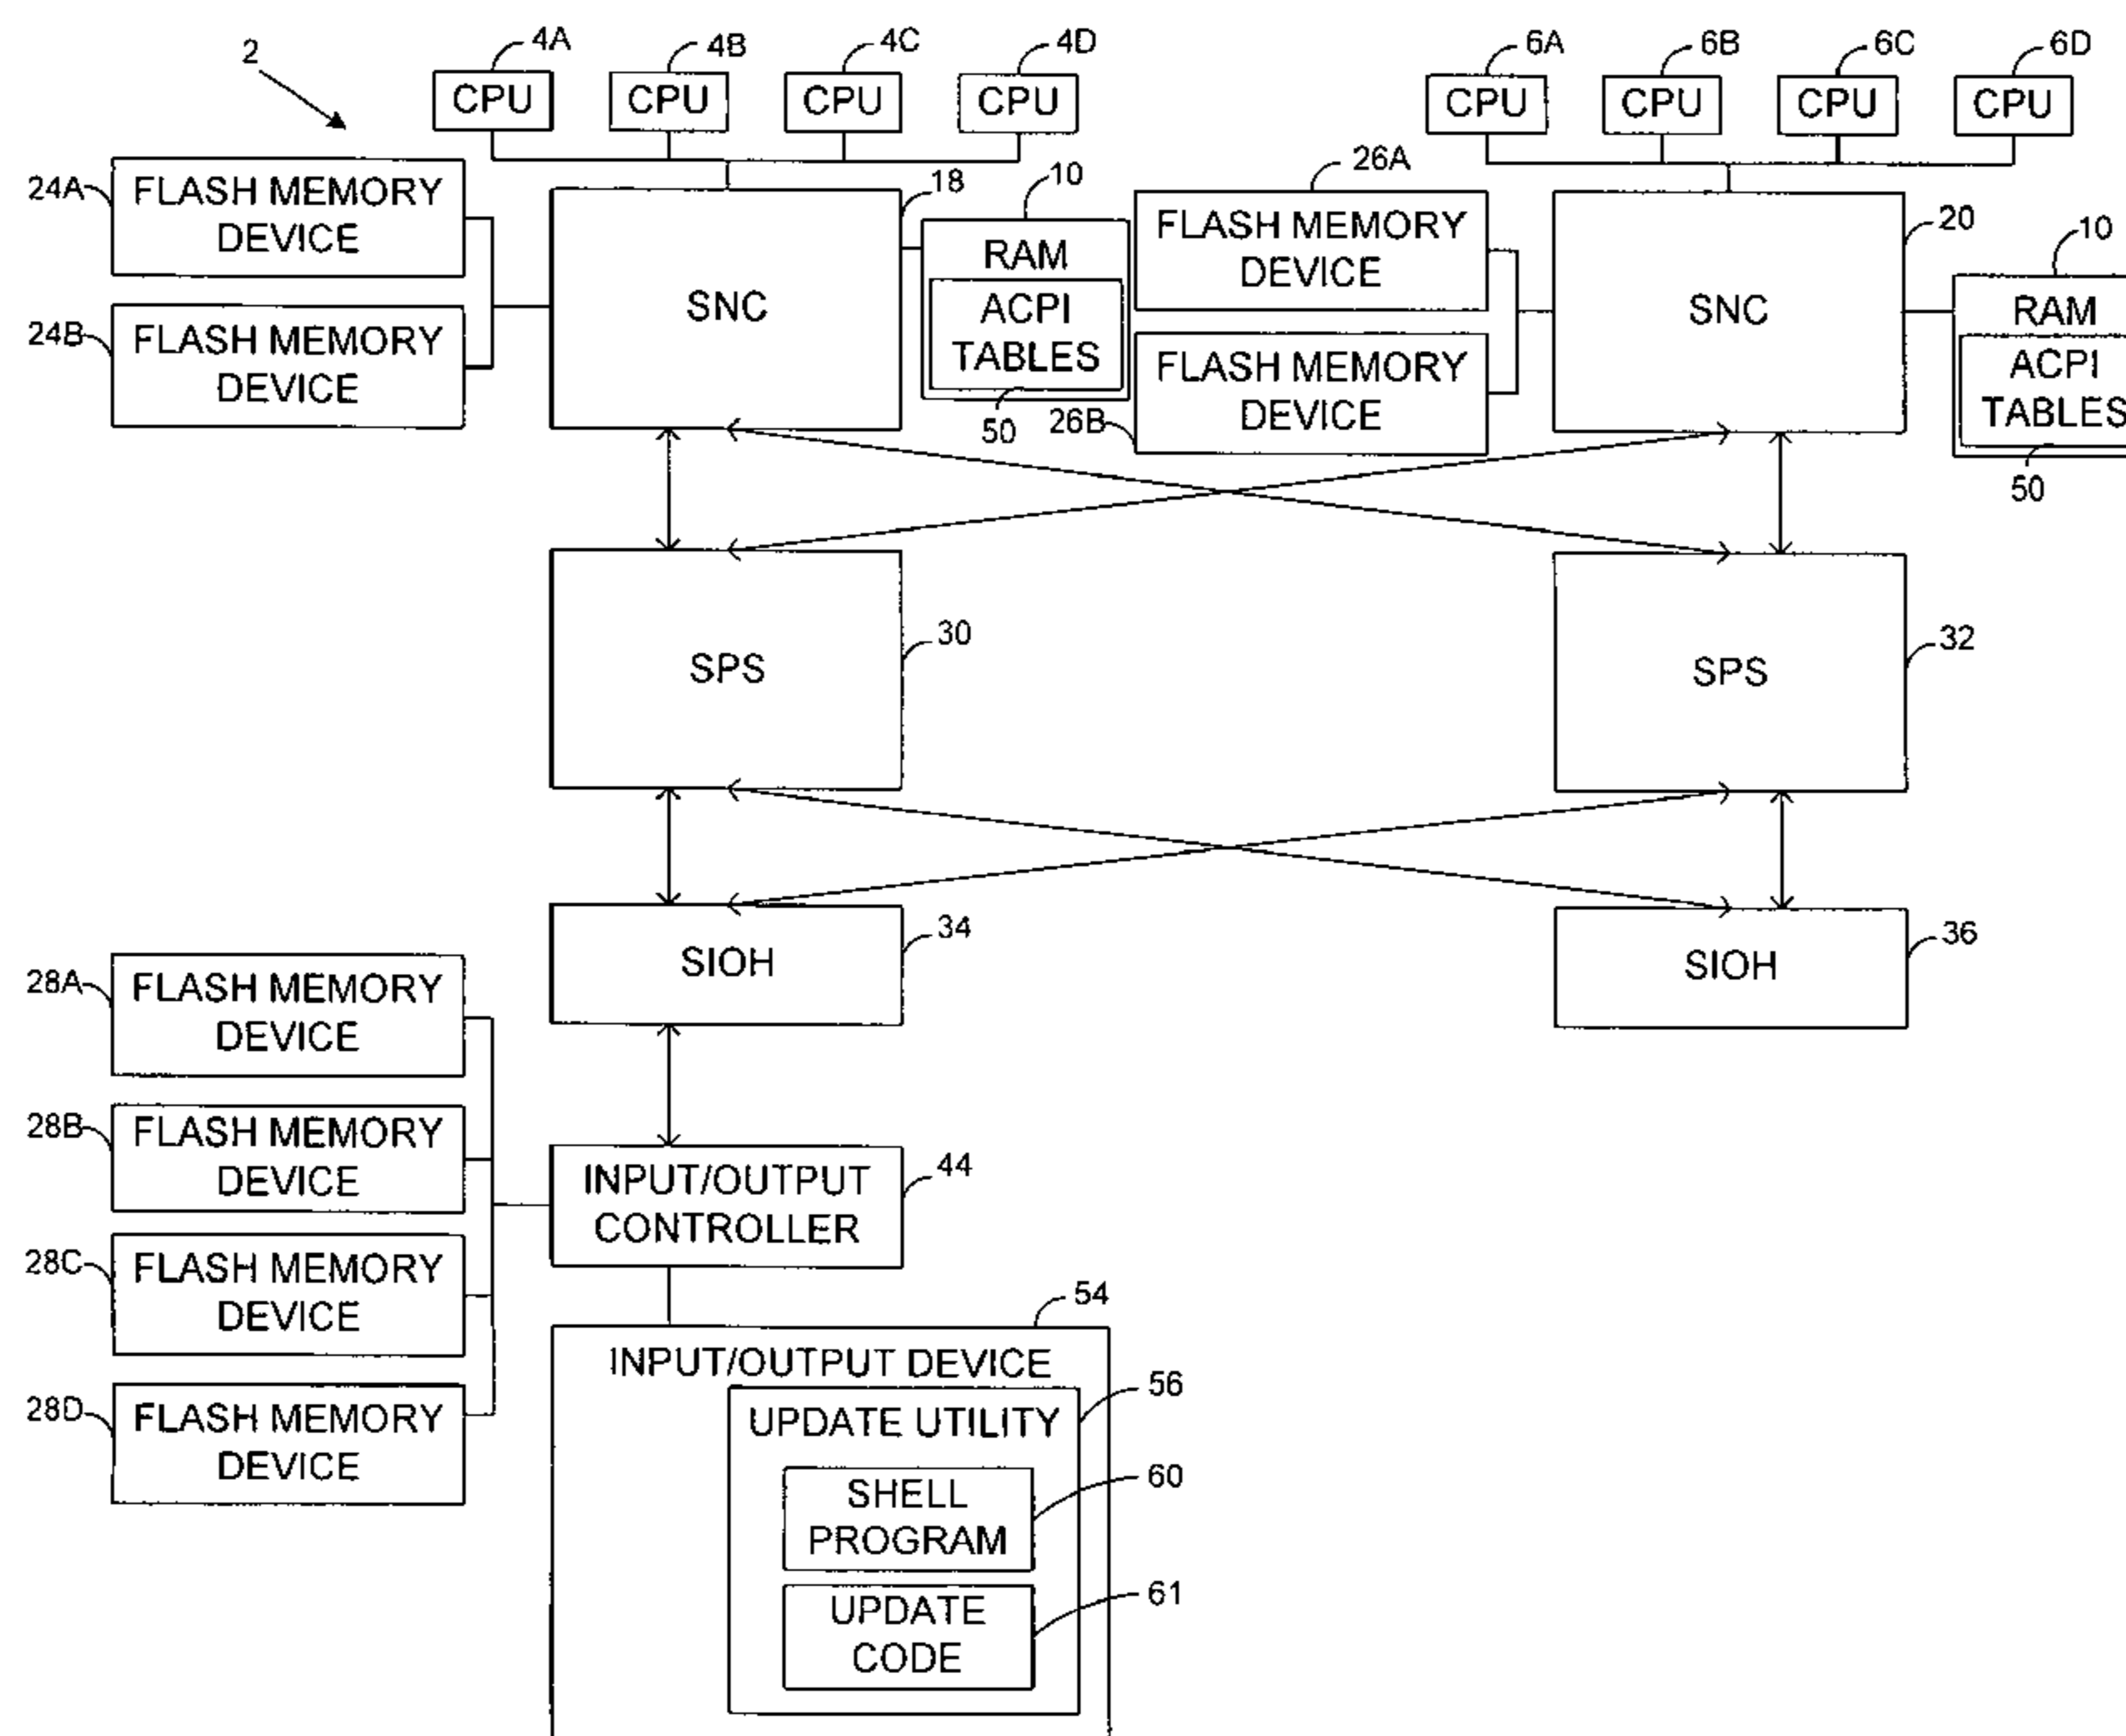 2
4A
4B
4C
4D
6A
6B
6C
6D
CPU
CPU
CPU
CPU
CPU
CPU
CPU
CPU
24A
FLASH MEMORY
DEVICE
24B
FLASH MEMORY
DEVICE
18
SNC
10
RAM
ACPI
TABLES
50
26A
FLASH MEMORY
DEVICE
FLASH MEMORY
DEVICE
26B
20
SNC
10
RAM
ACPI
TABLES
50
30
SPS
32
SPS
34
SIOH
36
SIOH
28A
FLASH MEMORY
DEVICE
28B
FLASH MEMORY
DEVICE
28C
FLASH MEMORY
DEVICE
28D
FLASH MEMORY
DEVICE
44
INPUT/OUTPUT
CONTROLLER
54
INPUT/OUTPUT DEVICE
56
UPDATE UTILITY
60
SHELL
PROGRAM
61
UPDATE
CODE